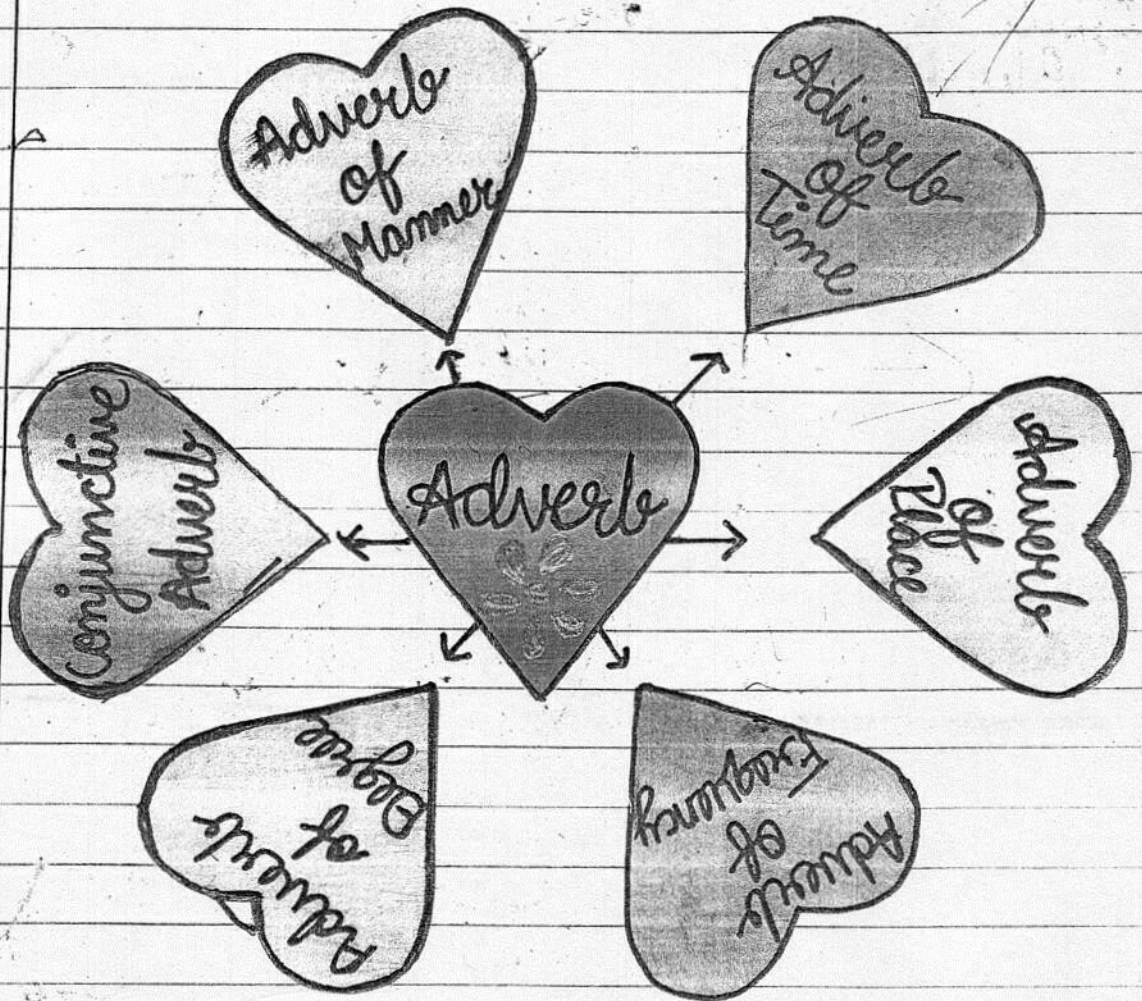 Adverb
of
Manner
Adverb
of
Time
Conjunctive
Adverb
Adverb
Adverb
of
Place
Adverb
of
Degree
Adverb
of
Frequency